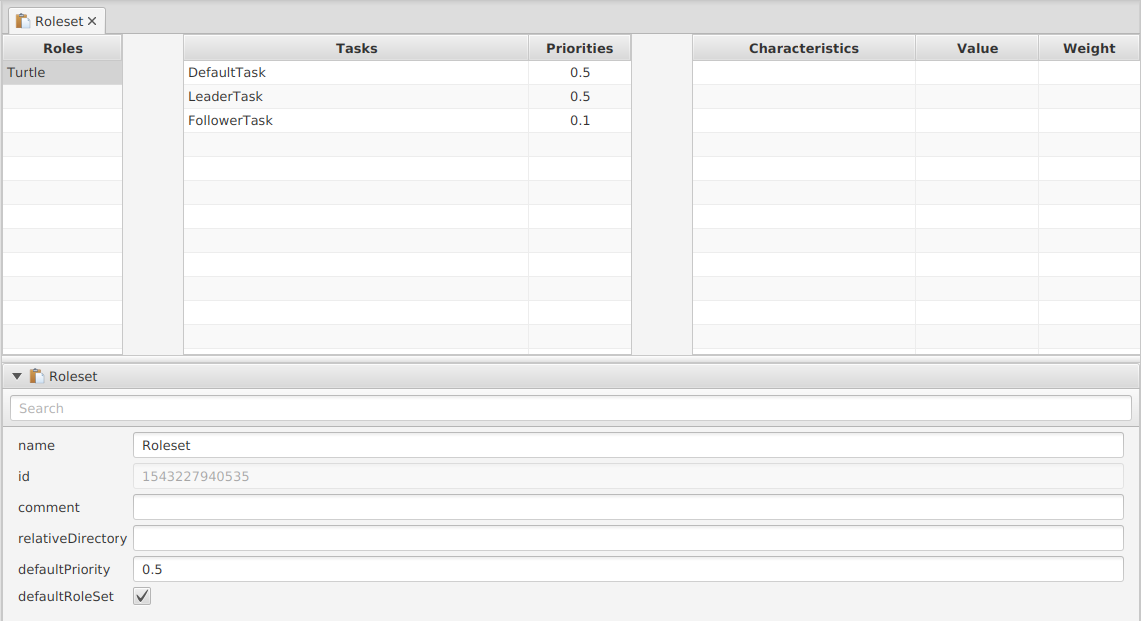 Roleset
Roles Tasks Priorities Characteristics Value Weight
Turtle DefaultTask 0.5
LeaderTask 0.5
FollowerTask 0.1
Roleset
Search
name Roleset
id 1543227940535
comment
relativeDirectory
defaultPriority 0.5
defaultRoleSet